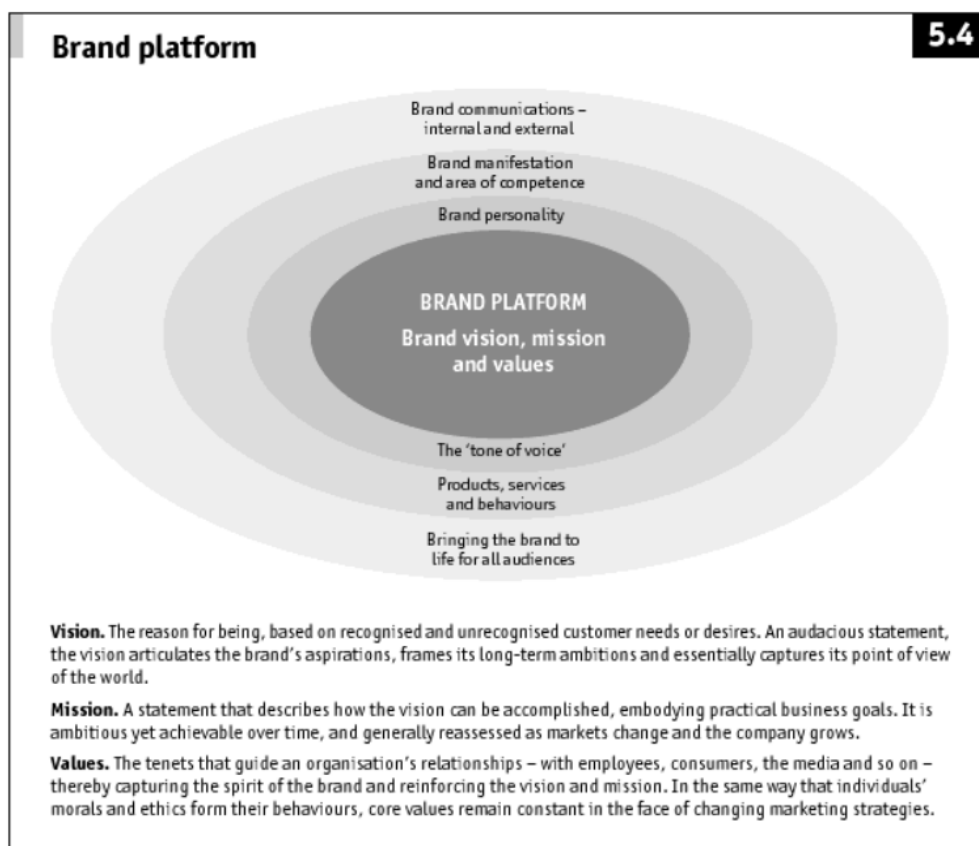 Brand platform
5.4
Brand communications –
internal and external
Brand manifestation
and area of competence
Brand personality
BRAND PLATFORM
Brand vision, mission
and values
The ‘tone of voice’
Products, services
and behaviours
Bringing the brand to
life for all audiences
Vision. The reason for being, based on recognised and unrecognised customer needs or desires. An audacious statement,
the vision articulates the brand’s aspirations, frames its long-term ambitions and essentially captures its point of view
of the world.
Mission. A statement that describes how the vision can be accomplished, embodying practical business goals. It is
ambitious yet achievable over time, and generally reassessed as markets change and the company grows.
Values. The tenets that guide an organisation’s relationships – with employees, consumers, the media and so on –
thereby capturing the spirit of the brand and reinforcing the vision and mission. In the same way that individuals’
morals and ethics form their behaviours, core values remain constant in the face of changing marketing strategies.